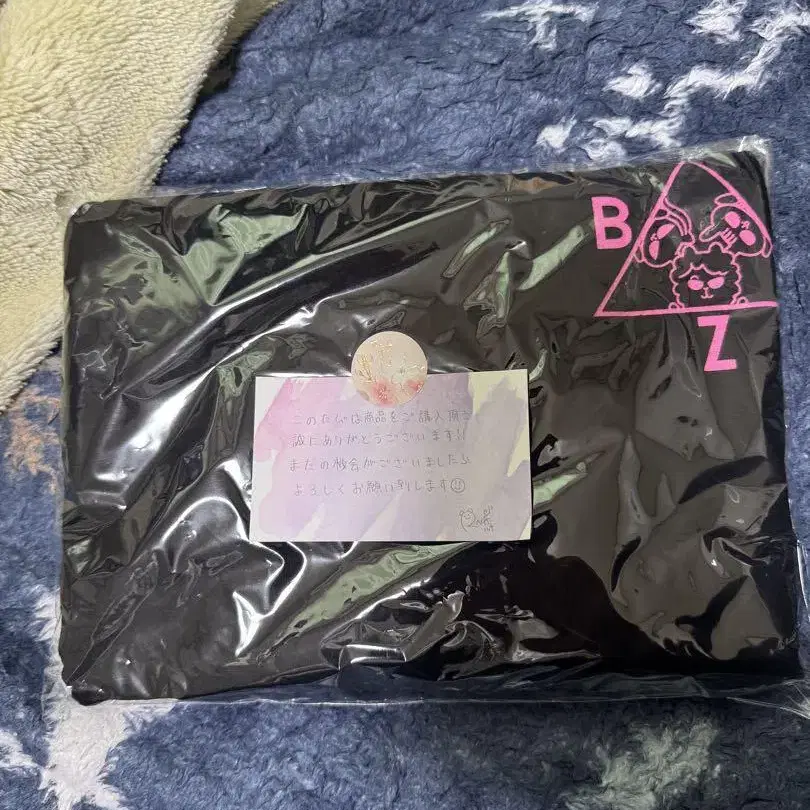 B
Z
このたびは商品をご購入頂き
誠にありがとうございます!!
またの機会がございましたら
よろしくお願い致します